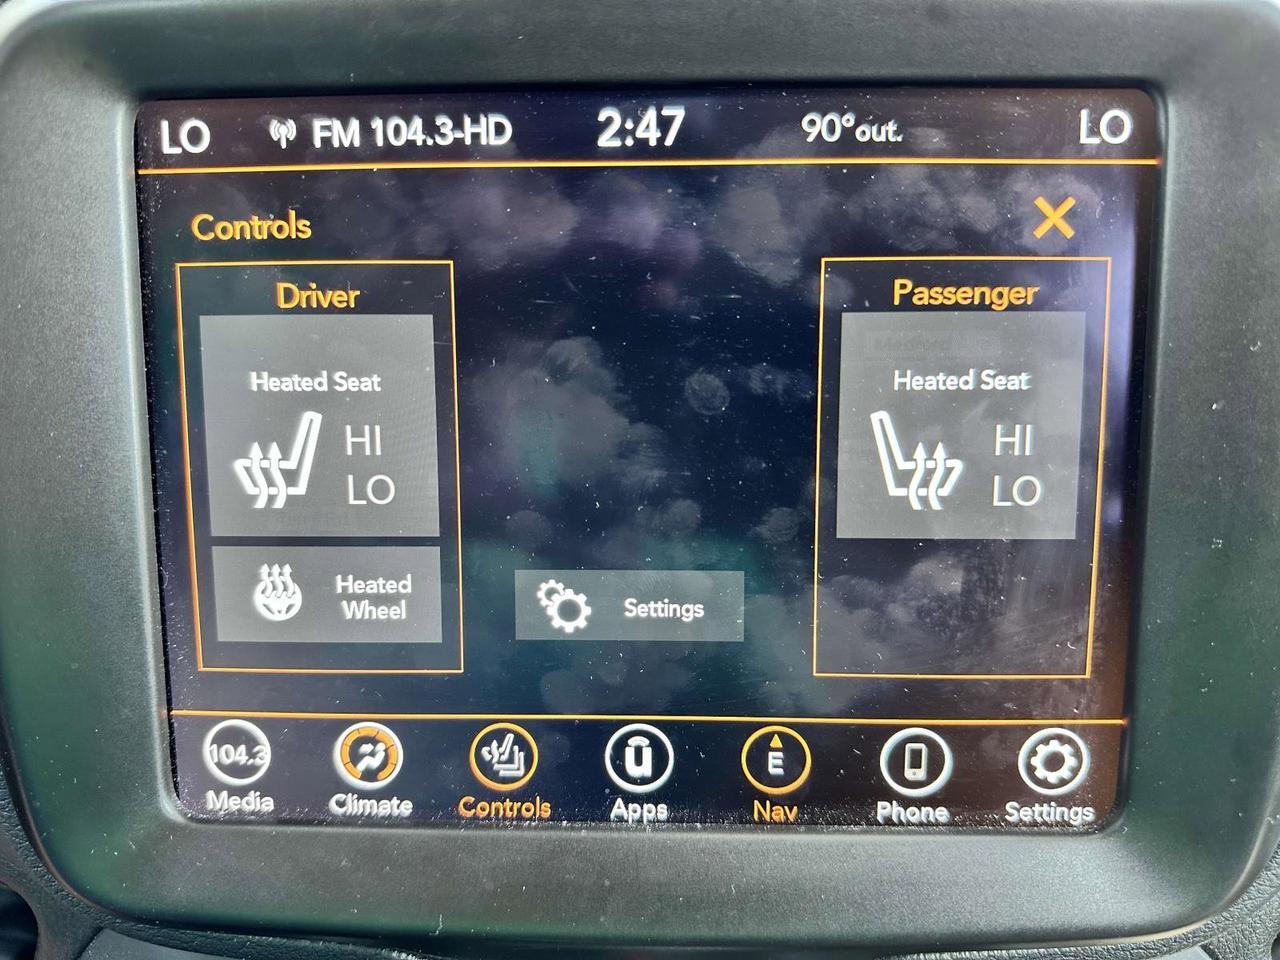 LO FM 104.3-HD 2:47 90° out. LO
Controls
Driver
Heated Seat
HI
LO
Heated
Wheel
Settings
Passenger
Heated Seat
HI
LO
104.3
Media
Climate
Controls
u
Apps
E
Nav
Phone
Settings